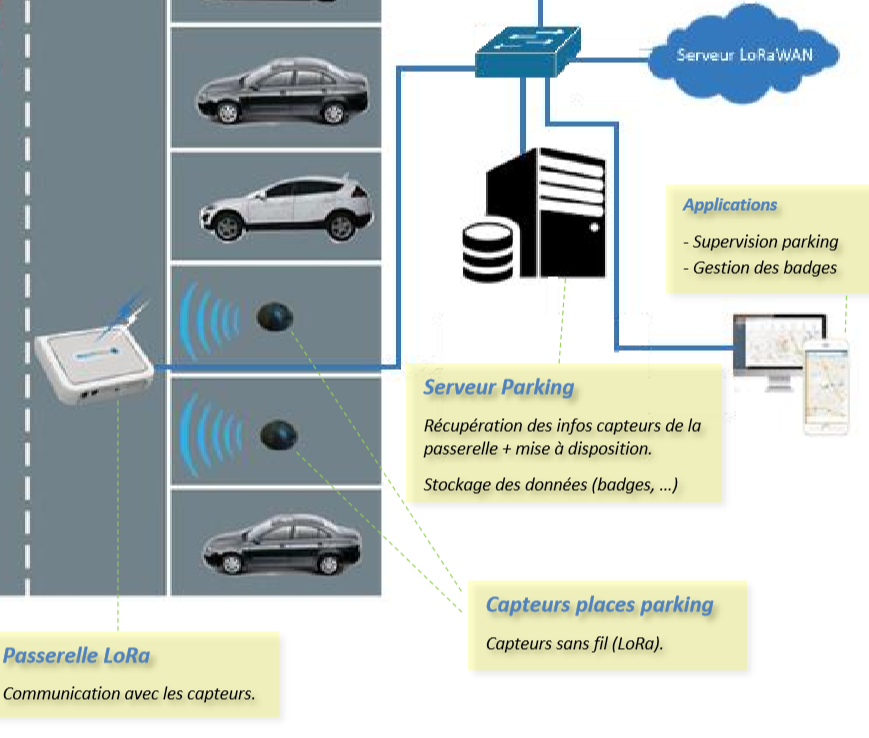 Serveur LoRaWAN
Applications
- Supervision parking
- Gestion des badges
Serveur Parking
Récupération des infos capteurs de la
passerelle + mise à disposition.
Stockage des données (badges, ...)
Capteurs places parking
Capteurs sans fil (LoRa).
Passerelle LoRa
Communication avec les capteurs.